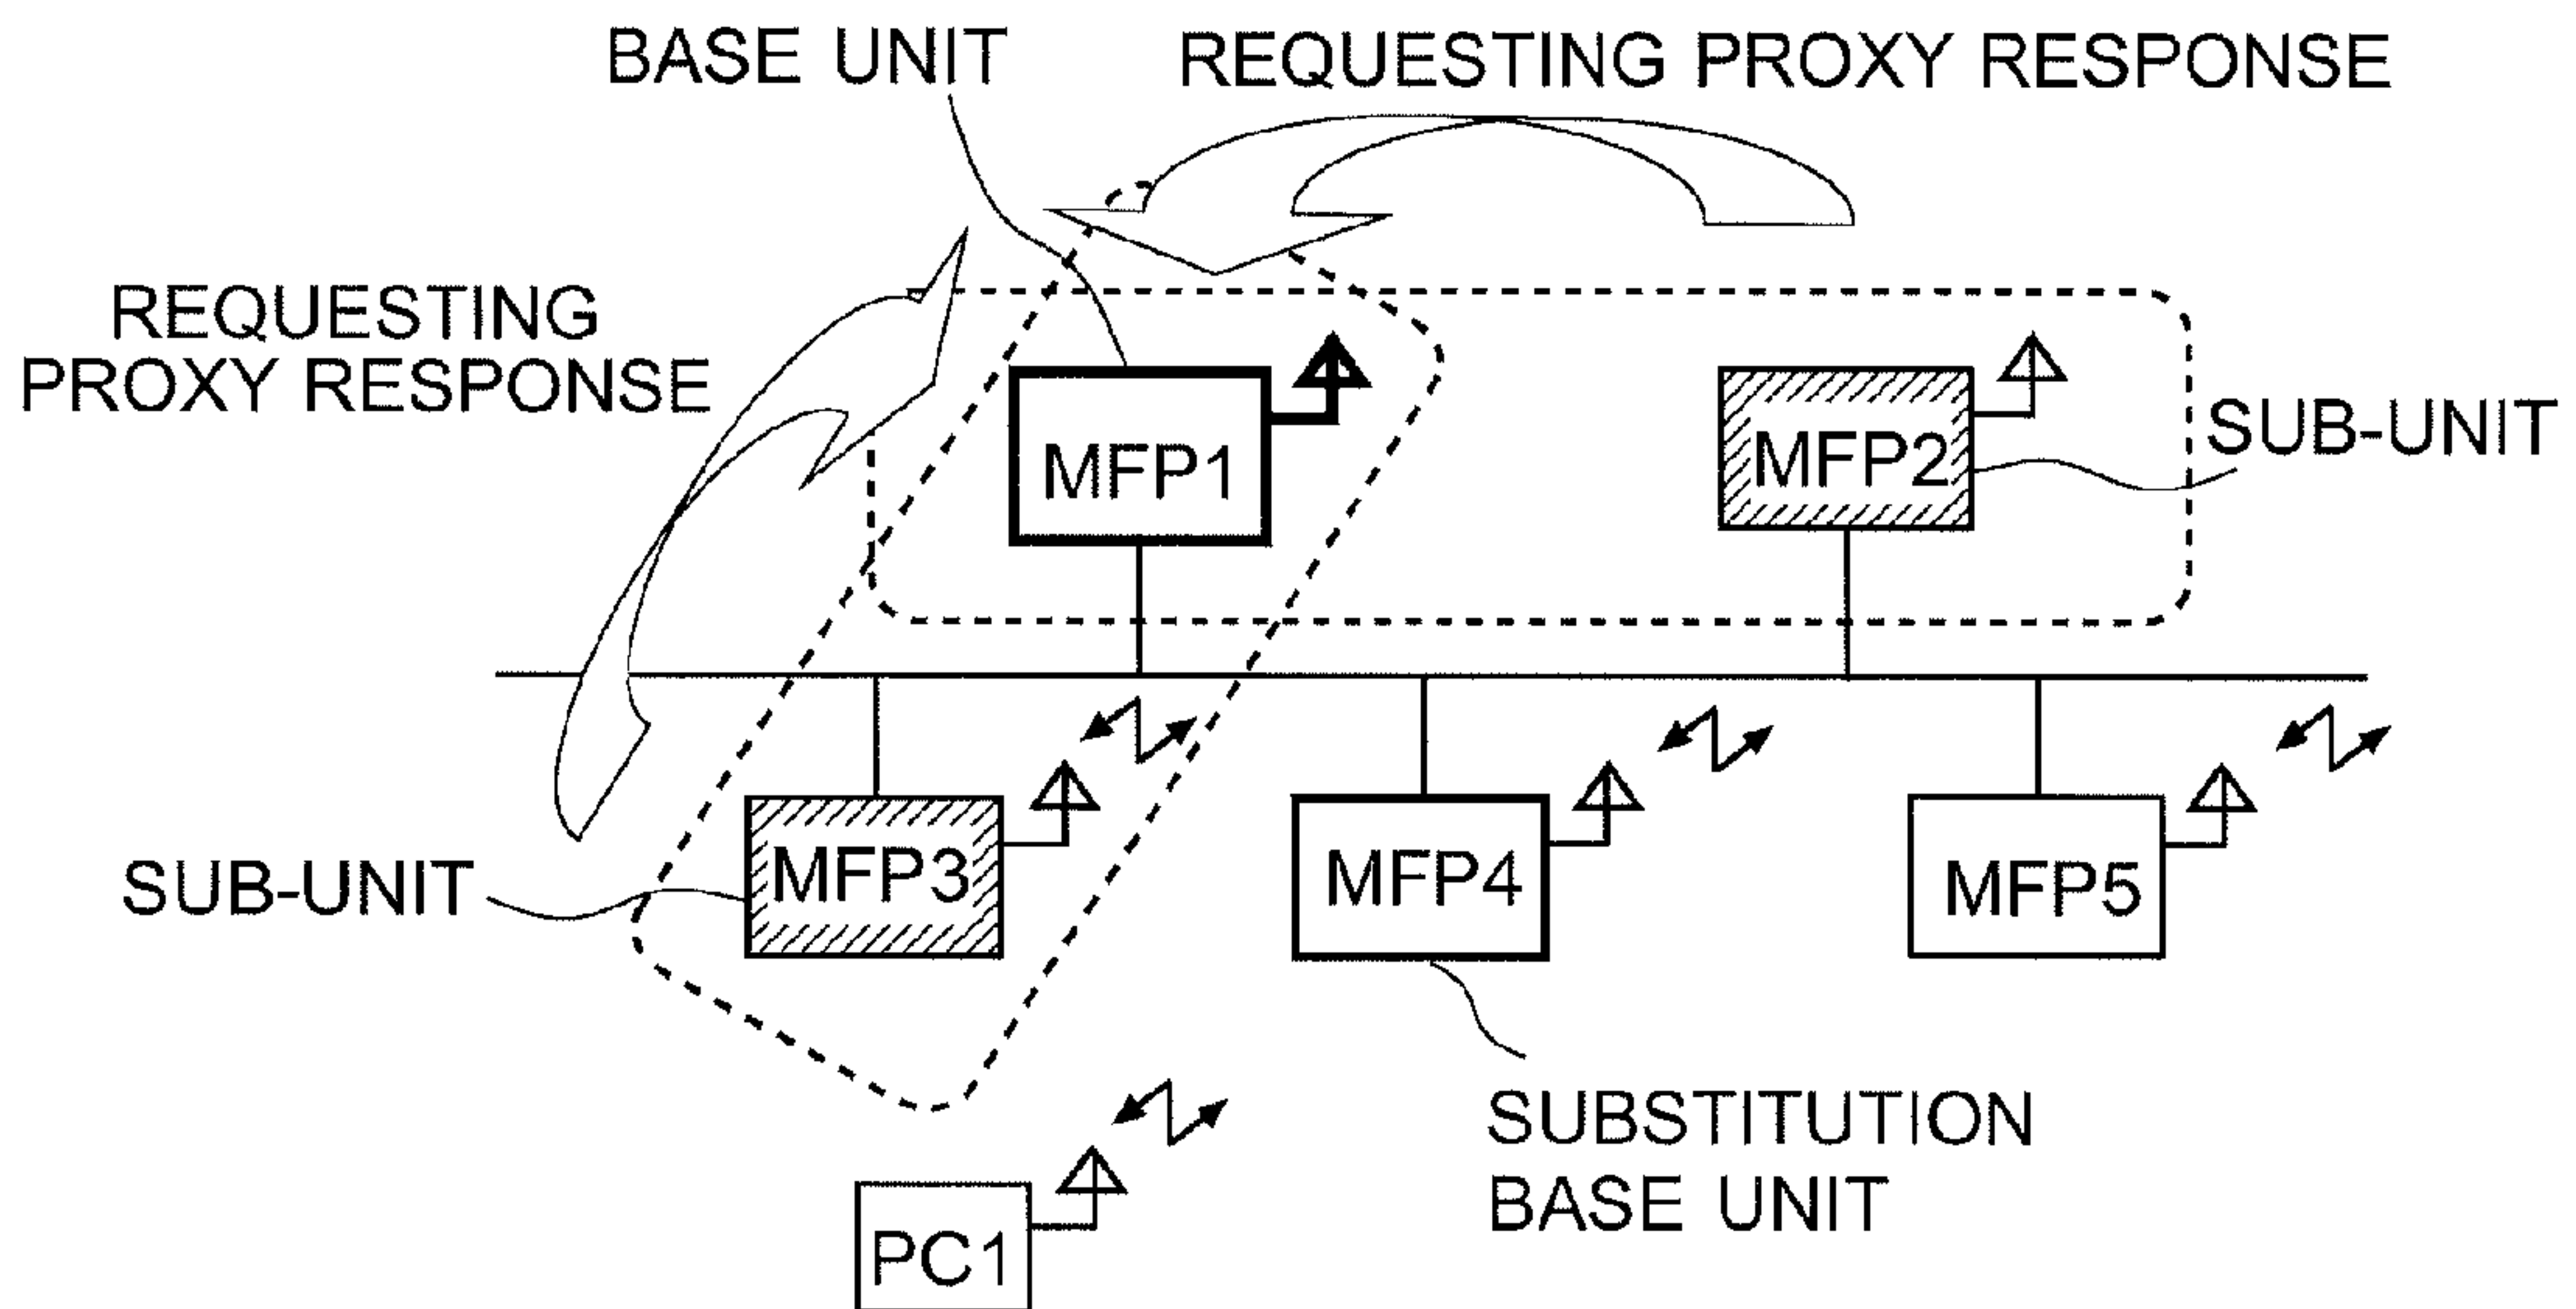 BASE UNIT
REQUESTING PROXY RESPONSE
REQUESTING
PROXY RESPONSE
MFP1
MFP2
SUB-UNIT
SUB-UNIT
MFP3
MFP4
MFP5
SUBSTITUTION
BASE UNIT
PC1